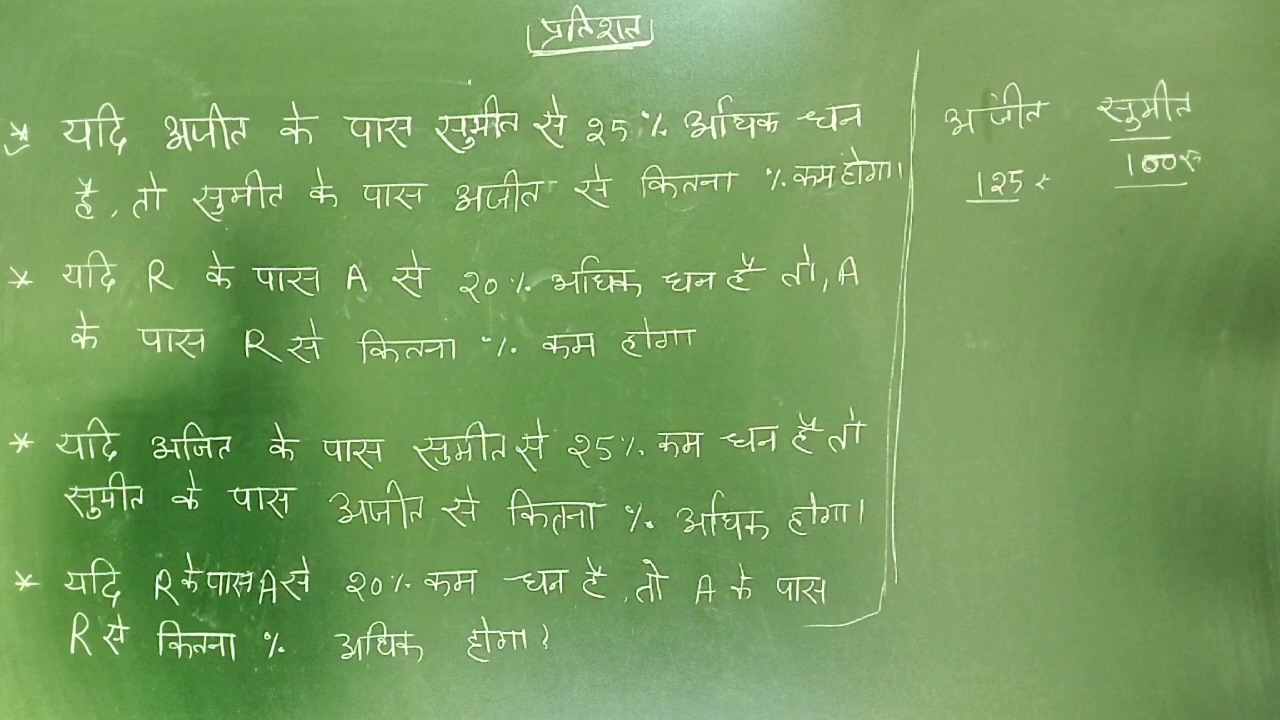 प्रतिशत
* यदि अजीत के पास सुमीत से 25 % अधिक धन
है, तो सुमीत के पास अजीत से कितना % कम होगा।
* यदि R के पास A से 20% अधिक धन है तो, A
के पास R से कितना % कम होगा
* यदि अजित के पास सुमीत से 25% कम धन है तो
सुमीत के पास अजीत से कितना % अधिक होगा।
* यदि R के पास A से 20% कम धन है, तो A के पास
R से कितना % अधिक होगा?
अजीत सुमीत
125 रु 100 रु